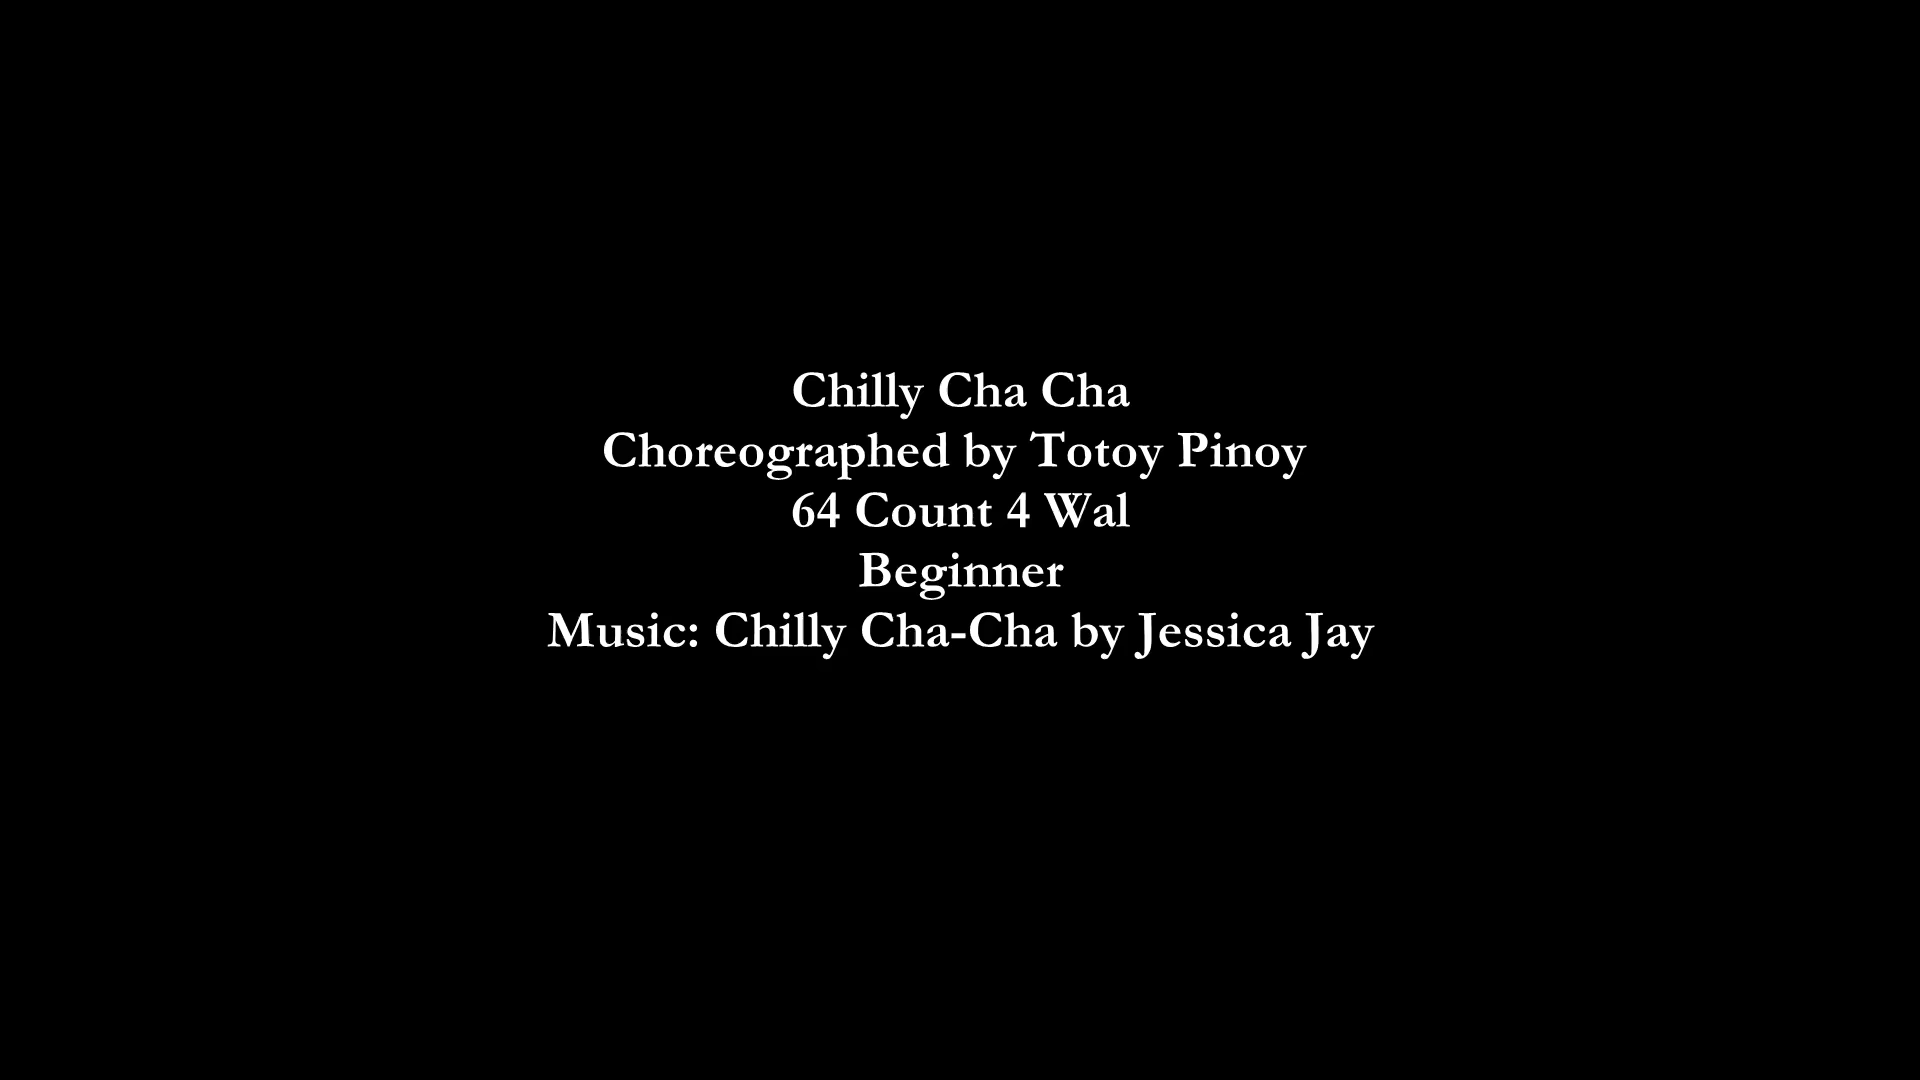 Chilly Cha Cha
Choreographed by Totoy Pinoy
64 Count 4 Wal
Beginner
Music: Chilly Cha-Cha by Jessica Jay